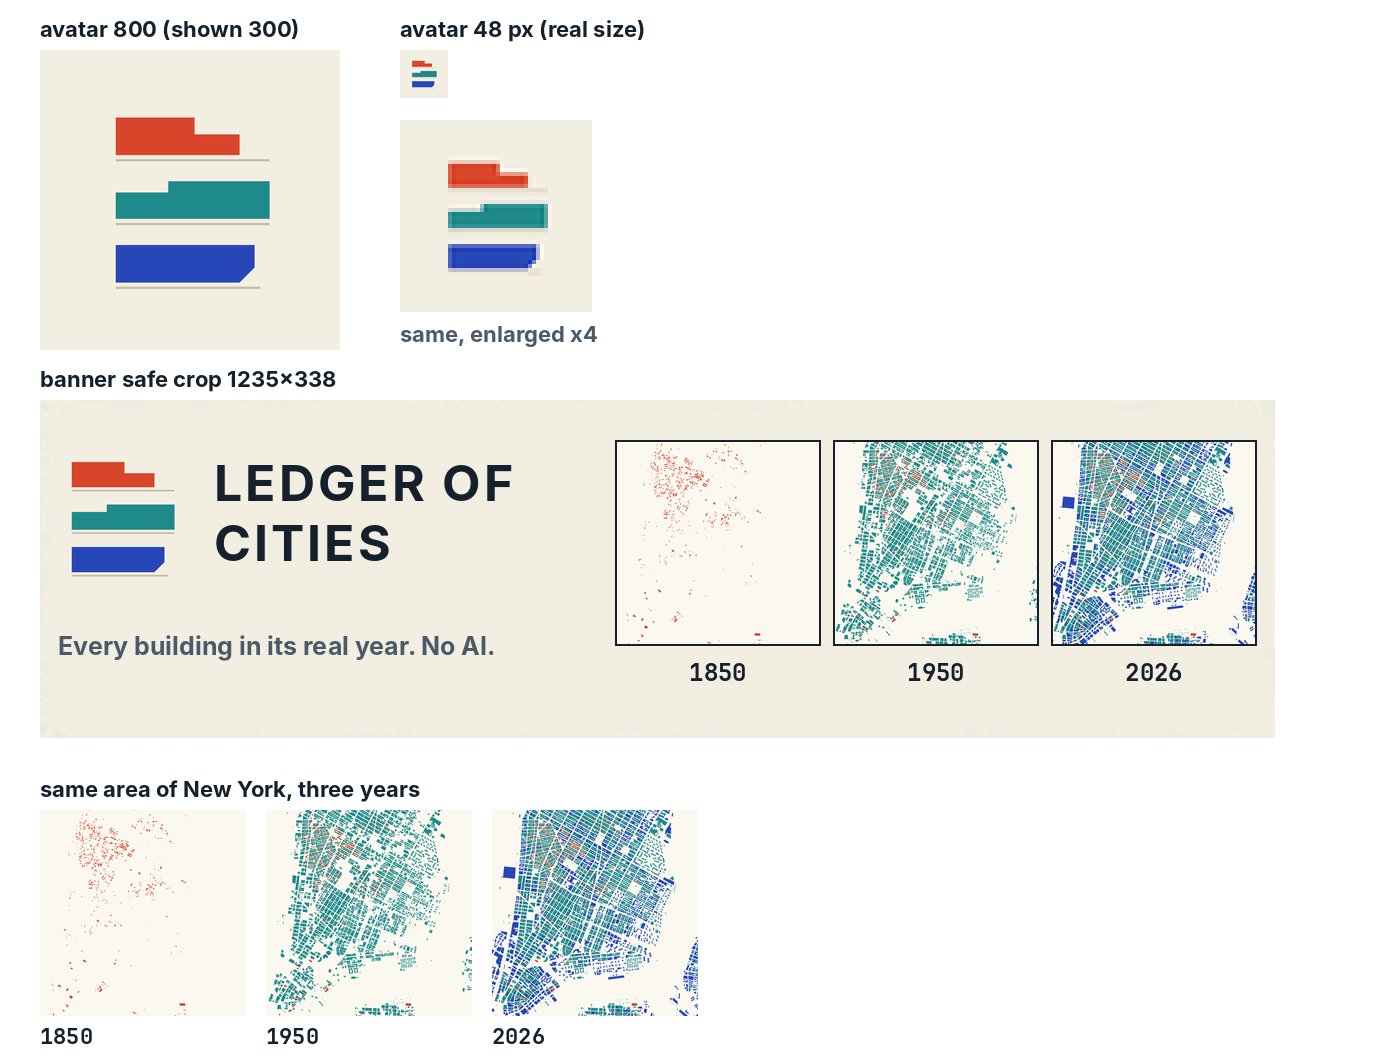 avatar 800 (shown 300)
avatar 48 px (real size)
same, enlarged x4
banner safe crop 1235×338
LEDGER OF
CITIES
Every building in its real year. No AI.
1850
1950
2026
same area of New York, three years
1850
1950
2026